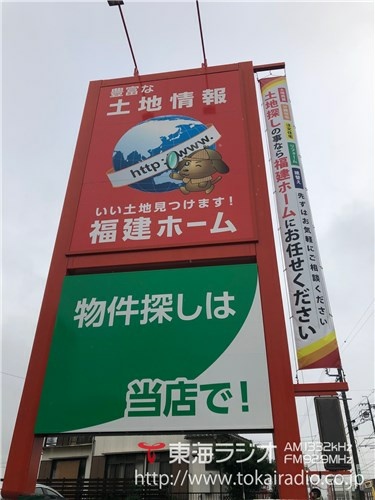 豊富な
土地情報
http://www.
いい土地見つけます!
福建ホーム
物件探しは
当店で!
土地探しの事なら福建ホームにお任せください
先ずはお気軽にご相談ください
東海ラジオ AM1332kHz
FM92.9MHz
http://www.tokairadio.co.jp